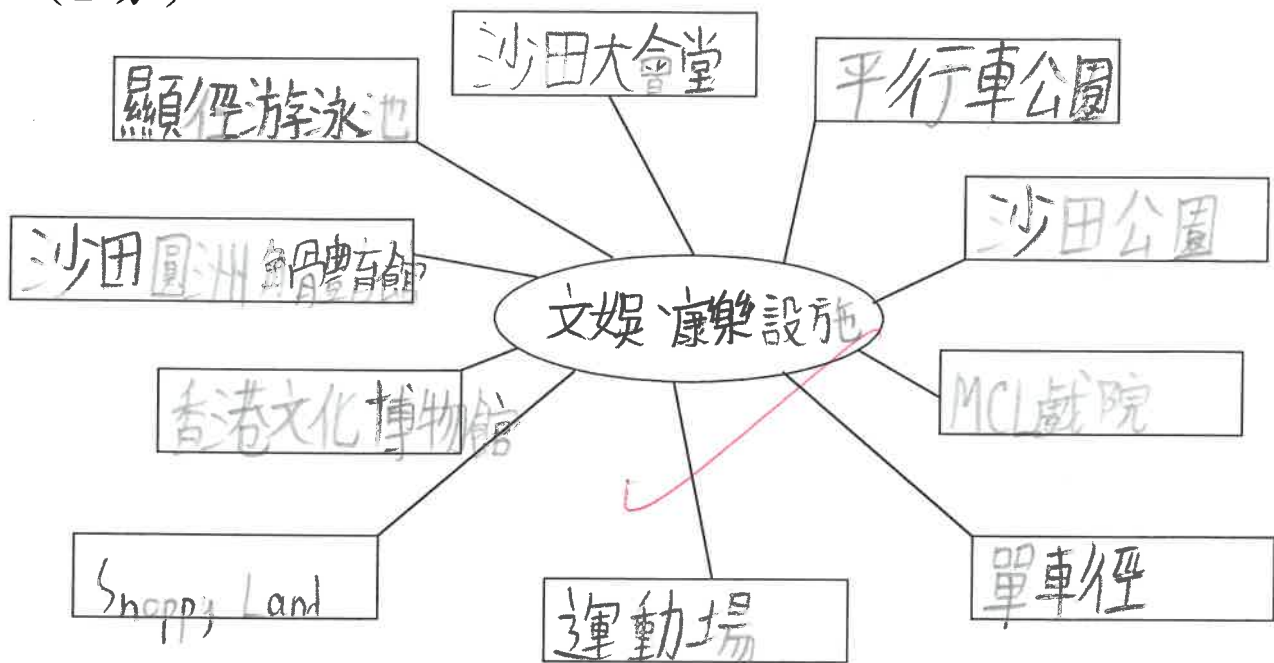 沙田大會堂
顯徑游泳池
平行車公園
沙田公園
沙田圓洲角體育館
文娛康樂設施
香港文化博物館
MCL戲院
Snoppy Land
運動場
單車徑